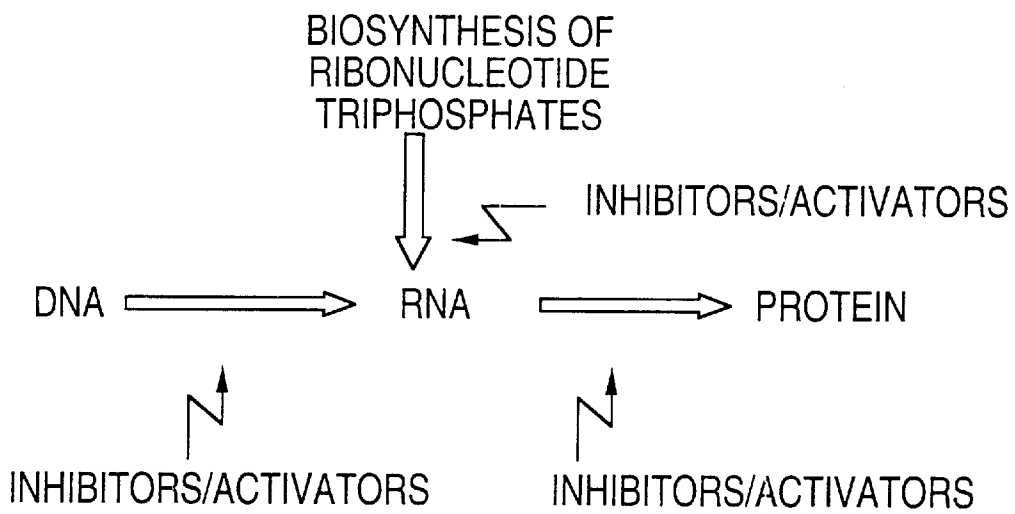 BIOSYNTHESIS OF
RIBONUCLEOTIDE
TRIPHOSPHATES
INHIBITORS/ACTIVATORS
DNA RNA PROTEIN
INHIBITORS/ACTIVATORS INHIBITORS/ACTIVATORS